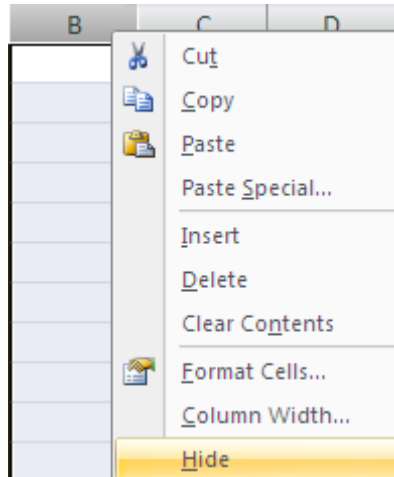 B C D
Cut
Copy
Paste
Paste Special...
Insert
Delete
Clear Contents
Format Cells...
Column Width...
Hide